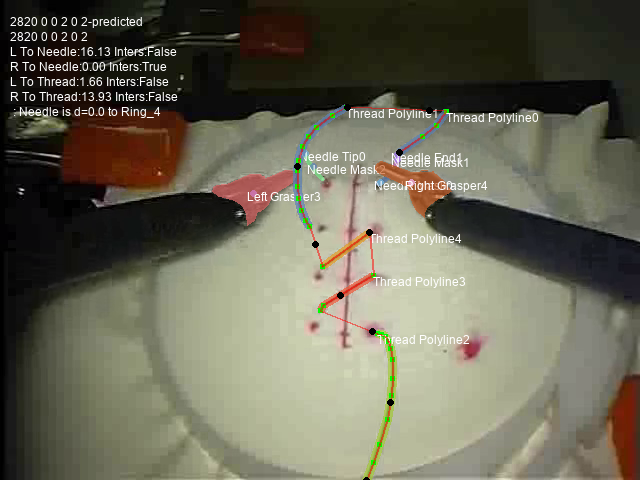 2820 0 0 2 0 2-predicted
2820 0 0 2 0 2
L To Needle:16.13 Inters:False
R To Needle:0.00 Inters:True
L To Thread:1.66 Inters:False
R To Thread:13.93 Inters:False
: Needle is d=0.0 to Ring_4
Thread Polyline1
Thread Polyline0
Needle Tip0
Needle End1
Needle Mask1
Needle Mask
Right Grasper4
Left Grasper3
Thread Polyline4
Thread Polyline3
Thread Polyline2